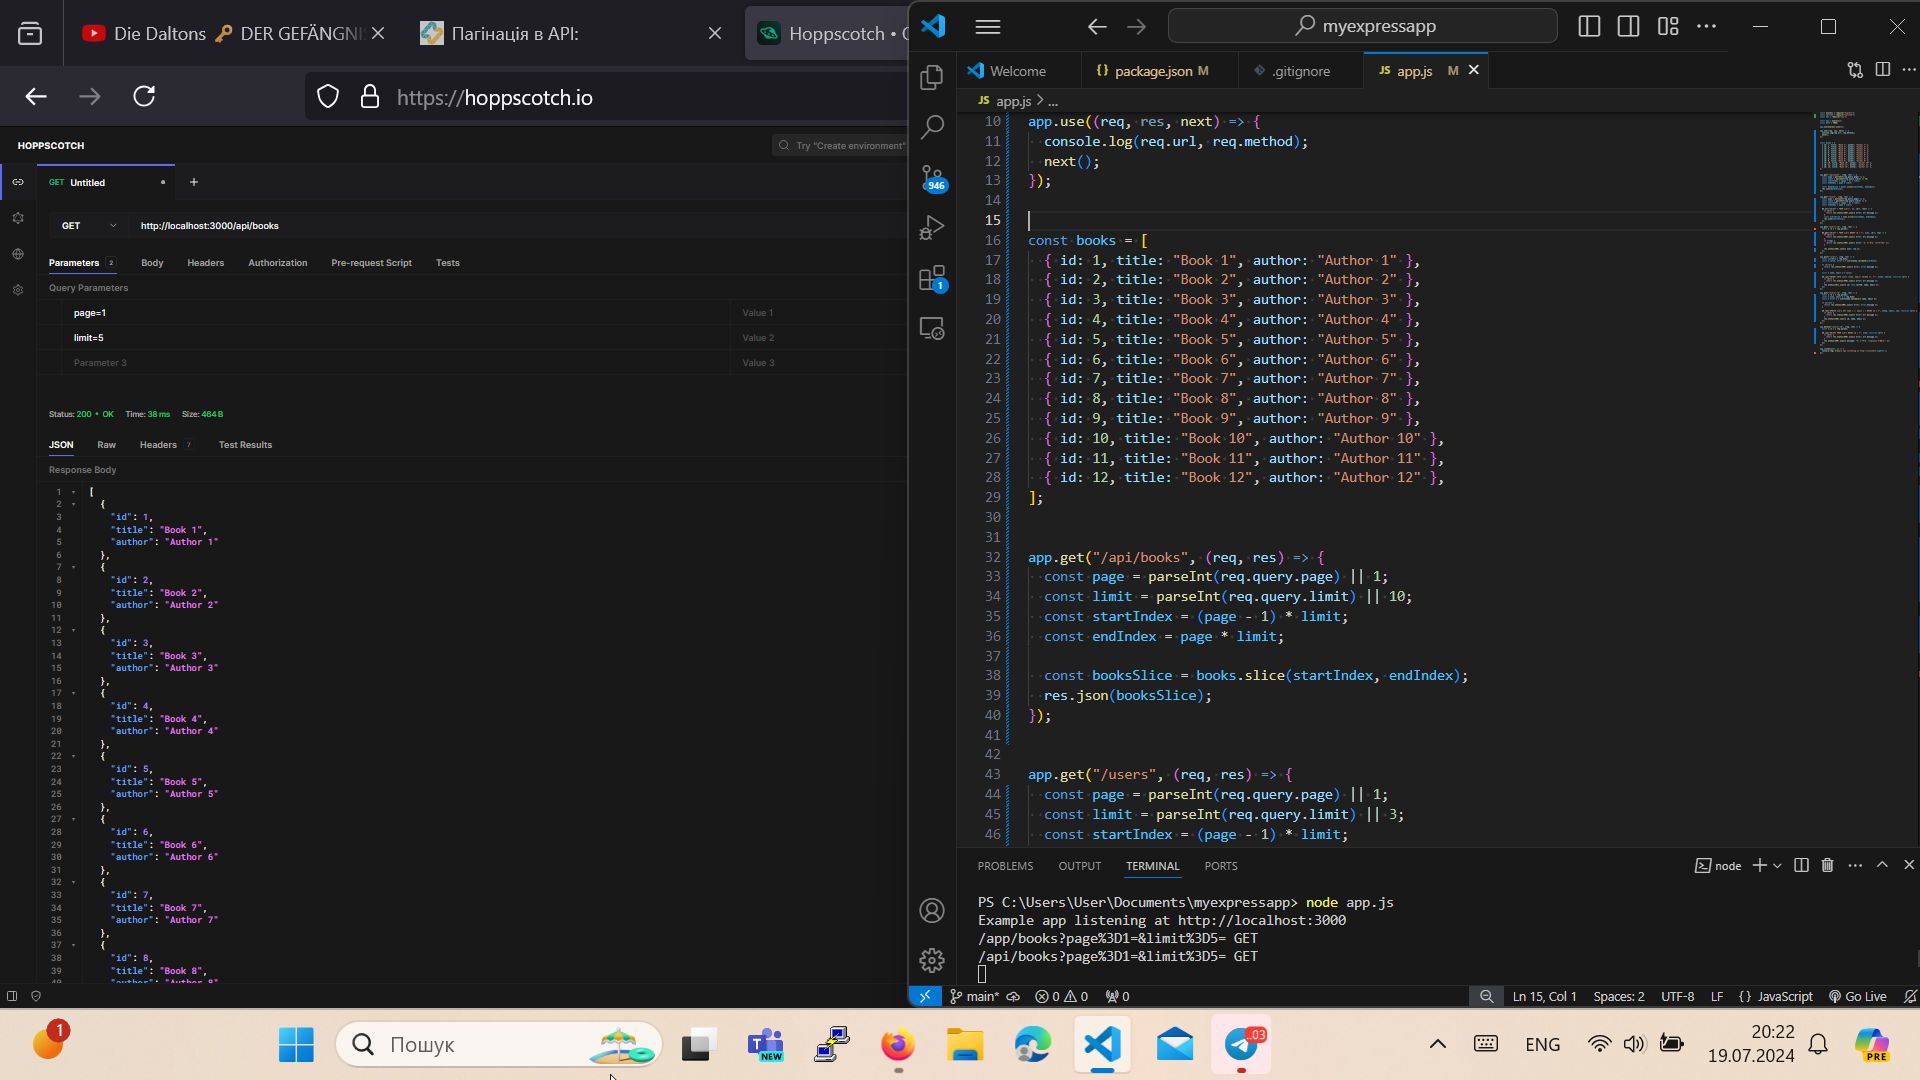 Die Daltons 🔑 DER GEFÄNGNI
Пагінація в API:
Hoppscotch • 
https://hoppscotch.io
HOPPSCOTCH
Try "Create environment"
GET Untitled
GET
http://localhost:3000/api/books
Parameters 2 Body Headers Authorization Pre-request Script Tests
Query Parameters
page=1 Value 1
limit=5 Value 2
Parameter 3 Value 3
Status: 200 • OK Time: 38 ms Size: 464 B
JSON Raw Headers 7 Test Results
Response Body
1 [
2 {
3 "id": 1,
4 "title": "Book 1",
5 "author": "Author 1"
6 },
7 {
8 "id": 2,
9 "title": "Book 2",
10 "author": "Author 2"
11 },
12 {
13 "id": 3,
14 "title": "Book 3",
15 "author": "Author 3"
16 },
17 {
18 "id": 4,
19 "title": "Book 4",
20 "author": "Author 4"
21 },
22 {
23 "id": 5,
24 "title": "Book 5",
25 "author": "Author 5"
26 },
27 {
28 "id": 6,
29 "title": "Book 6",
30 "author": "Author 6"
31 },
32 {
33 "id": 7,
34 "title": "Book 7",
35 "author": "Author 7"
36 },
37 {
38 "id": 8,
39 "title": "Book 8",
40 "author": "Author 8"
myexpressapp
Welcome
{} package.json M
.gitignore
JS app.js M
JS app.js > ...
946
1
10 app.use((req, res, next) => {
11 console.log(req.url, req.method);
12 next();
13 });
14
15
16 const books = [
17 { id: 1, title: "Book 1", author: "Author 1" },
18 { id: 2, title: "Book 2", author: "Author 2" },
19 { id: 3, title: "Book 3", author: "Author 3" },
20 { id: 4, title: "Book 4", author: "Author 4" },
21 { id: 5, title: "Book 5", author: "Author 5" },
22 { id: 6, title: "Book 6", author: "Author 6" },
23 { id: 7, title: "Book 7", author: "Author 7" },
24 { id: 8, title: "Book 8", author: "Author 8" },
25 { id: 9, title: "Book 9", author: "Author 9" },
26 { id: 10, title: "Book 10", author: "Author 10" },
27 { id: 11, title: "Book 11", author: "Author 11" },
28 { id: 12, title: "Book 12", author: "Author 12" },
29 ];
30
31
32 app.get("/api/books", (req, res) => {
33 const page = parseInt(req.query.page) || 1;
34 const limit = parseInt(req.query.limit) || 10;
35 const startIndex = (page - 1) * limit;
36 const endIndex = page * limit;
37
38 const booksSlice = books.slice(startIndex, endIndex);
39 res.json(booksSlice);
40 });
41
42
43 app.get("/users", (req, res) => {
44 const page = parseInt(req.query.page) || 1;
45 const limit = parseInt(req.query.limit) || 3;
46 const startIndex = (page - 1) * limit;
PROBLEMS OUTPUT TERMINAL PORTS
node
PS C:\Users\User\Documents\myexpressapp> node app.js
Example app listening at http://localhost:3000
/app/books?page%3D1=&limit%3D5= GET
/api/books?page%3D1=&limit%3D5= GET
main* 0 0 0
Ln 15, Col 1 Spaces: 2 UTF-8 LF {} JavaScript Go Live
1
Пошук
NEW
..03
ENG
20:22
19.07.2024
PRE